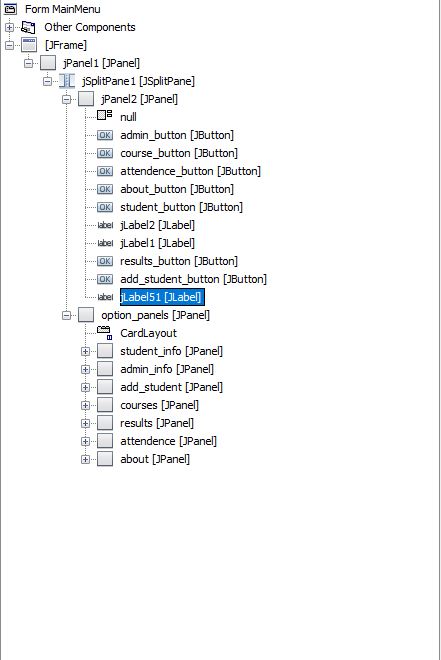 Form MainMenu
Other Components
[JFrame]
jPanel1 [JPanel]
jSplitPane1 [JSplitPane]
jPanel2 [JPanel]
null
OK admin_button [JButton]
OK course_button [JButton]
OK attendence_button [JButton]
OK about_button [JButton]
OK student_button [JButton]
label jLabel2 [JLabel]
label jLabel1 [JLabel]
OK results_button [JButton]
OK add_student_button [JButton]
label jLabel51 [JLabel]
option_panels [JPanel]
CardLayout
student_info [JPanel]
admin_info [JPanel]
add_student [JPanel]
courses [JPanel]
results [JPanel]
attendence [JPanel]
about [JPanel]